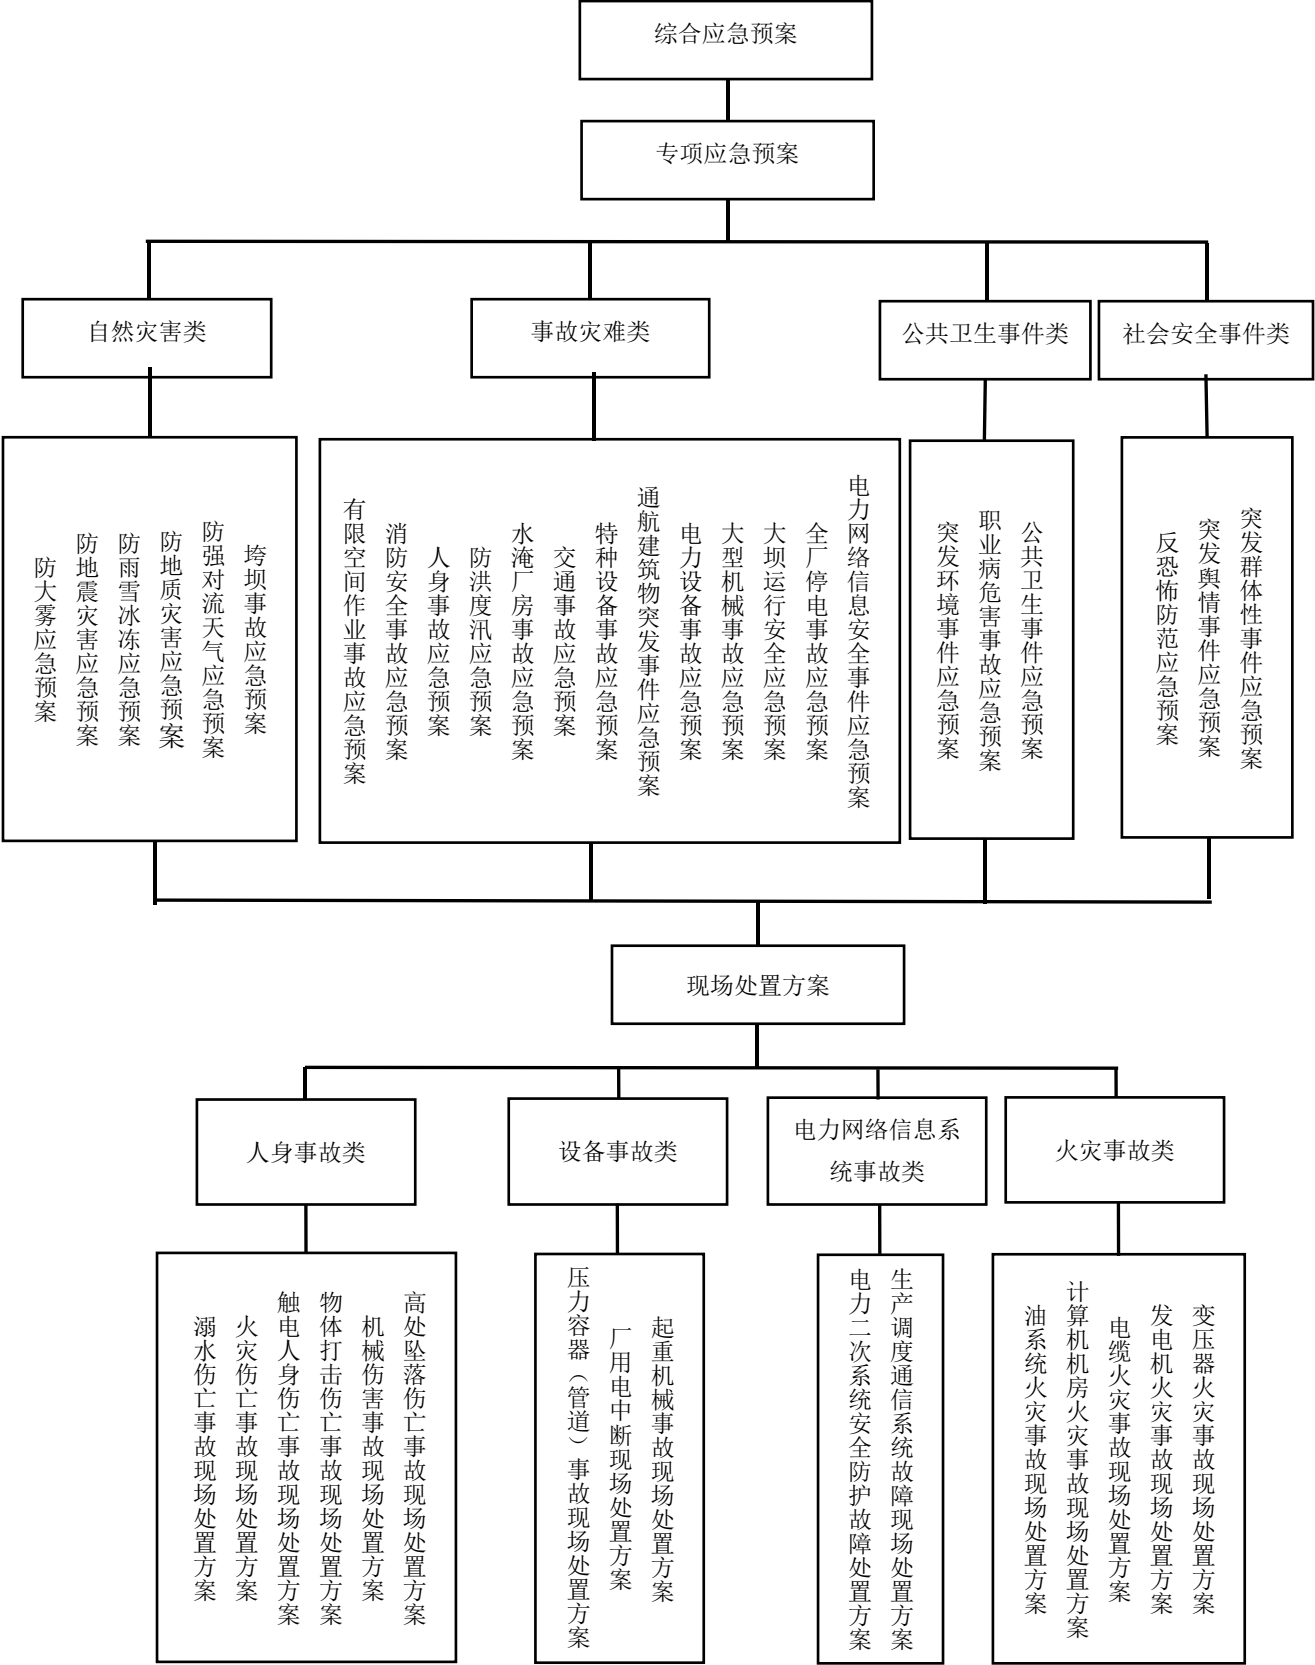 综合应急预案
专项应急预案
自然灾害类
事故灾难类
公共卫生事件类
社会安全事件类
防大雾应急预案
防地震灾害应急预案
防雨雪冰冻应急预案
防地质灾害应急预案
防强对流天气应急预案
垮坝事故应急预案
有限空间作业事故应急预案
消防安全事故应急预案
人身事故应急预案
防洪度汛应急预案
水淹厂房事故应急预案
交通事故应急预案
特种设备事故应急预案
通航建筑物突发事件应急预案
电力设备事故应急预案
大型机械事故应急预案
大坝运行安全应急预案
全厂停电事故应急预案
电力网络信息安全事件应急预案
突发环境事件应急预案
职业病危害事故应急预案
公共卫生事件应急预案
反恐怖防范应急预案
突发舆情事件应急预案
突发群体性事件应急预案
现场处置方案
人身事故类
设备事故类
电力网络信息系
统事故类
火灾事故类
溺水伤亡事故现场处置方案
火灾伤亡事故现场处置方案
触电人身伤亡事故现场处置方案
物体打击伤亡事故现场处置方案
机械伤害事故现场处置方案
高处坠落伤亡事故现场处置方案
压力容器（管道）事故现场处置方案
厂用电中断现场处置方案
起重机械事故现场处置方案
电力二次系统安全防护故障处置方案
生产调度通信系统故障现场处置方案
油系统火灾事故现场处置方案
计算机机房火灾事故现场处置方案
电缆火灾事故现场处置方案
发电机火灾事故现场处置方案
变压器火灾事故现场处置方案